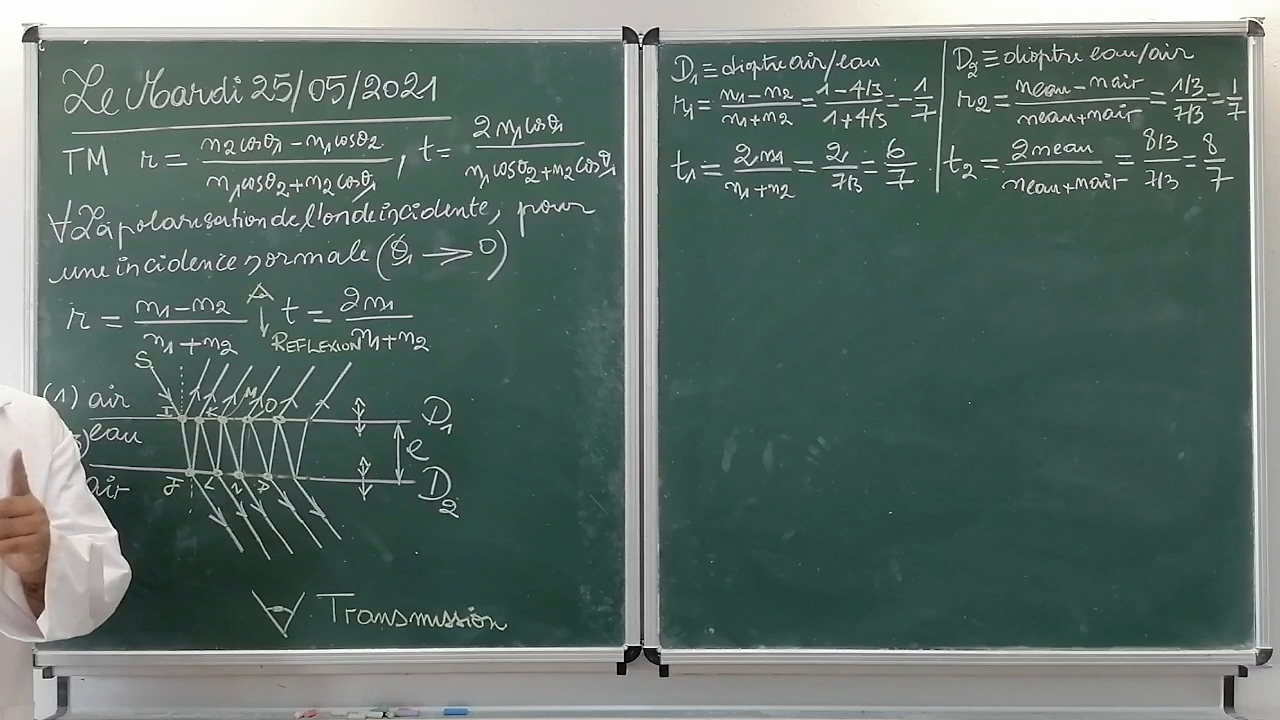 Le Mardi 25/05/2021
TM r = (n2cosθ1 − n1cosθ2)/(n1cosθ2 + n2cosθ1), t = 2n1cosθ1/(n1cosθ2 + n2cosθ1)
∀ La polarisation de l'onde incidente, pour
une incidence normale (θ1 → 0)
r = (n1 − n2)/(n1 + n2) t = 2n1/(n1 + n2)
REFLEXION
S
(1) air
I K M O D1
eau
e
air
J L N P D2
Transmission
D1 ≡ dioptre air/eau
r1 = (n1 − n2)/(n1 + n2) = (1 − 4/3)/(1 + 4/3) = −1/7
t1 = 2n1/(n1 + n2) = 2/(7/3) = 6/7
D2 ≡ dioptre eau/air
r2 = (neau − nair)/(neau + nair) = (1/3)/(7/3) = 1/7
t2 = 2neau/(neau + nair) = (8/3)/(7/3) = 8/7